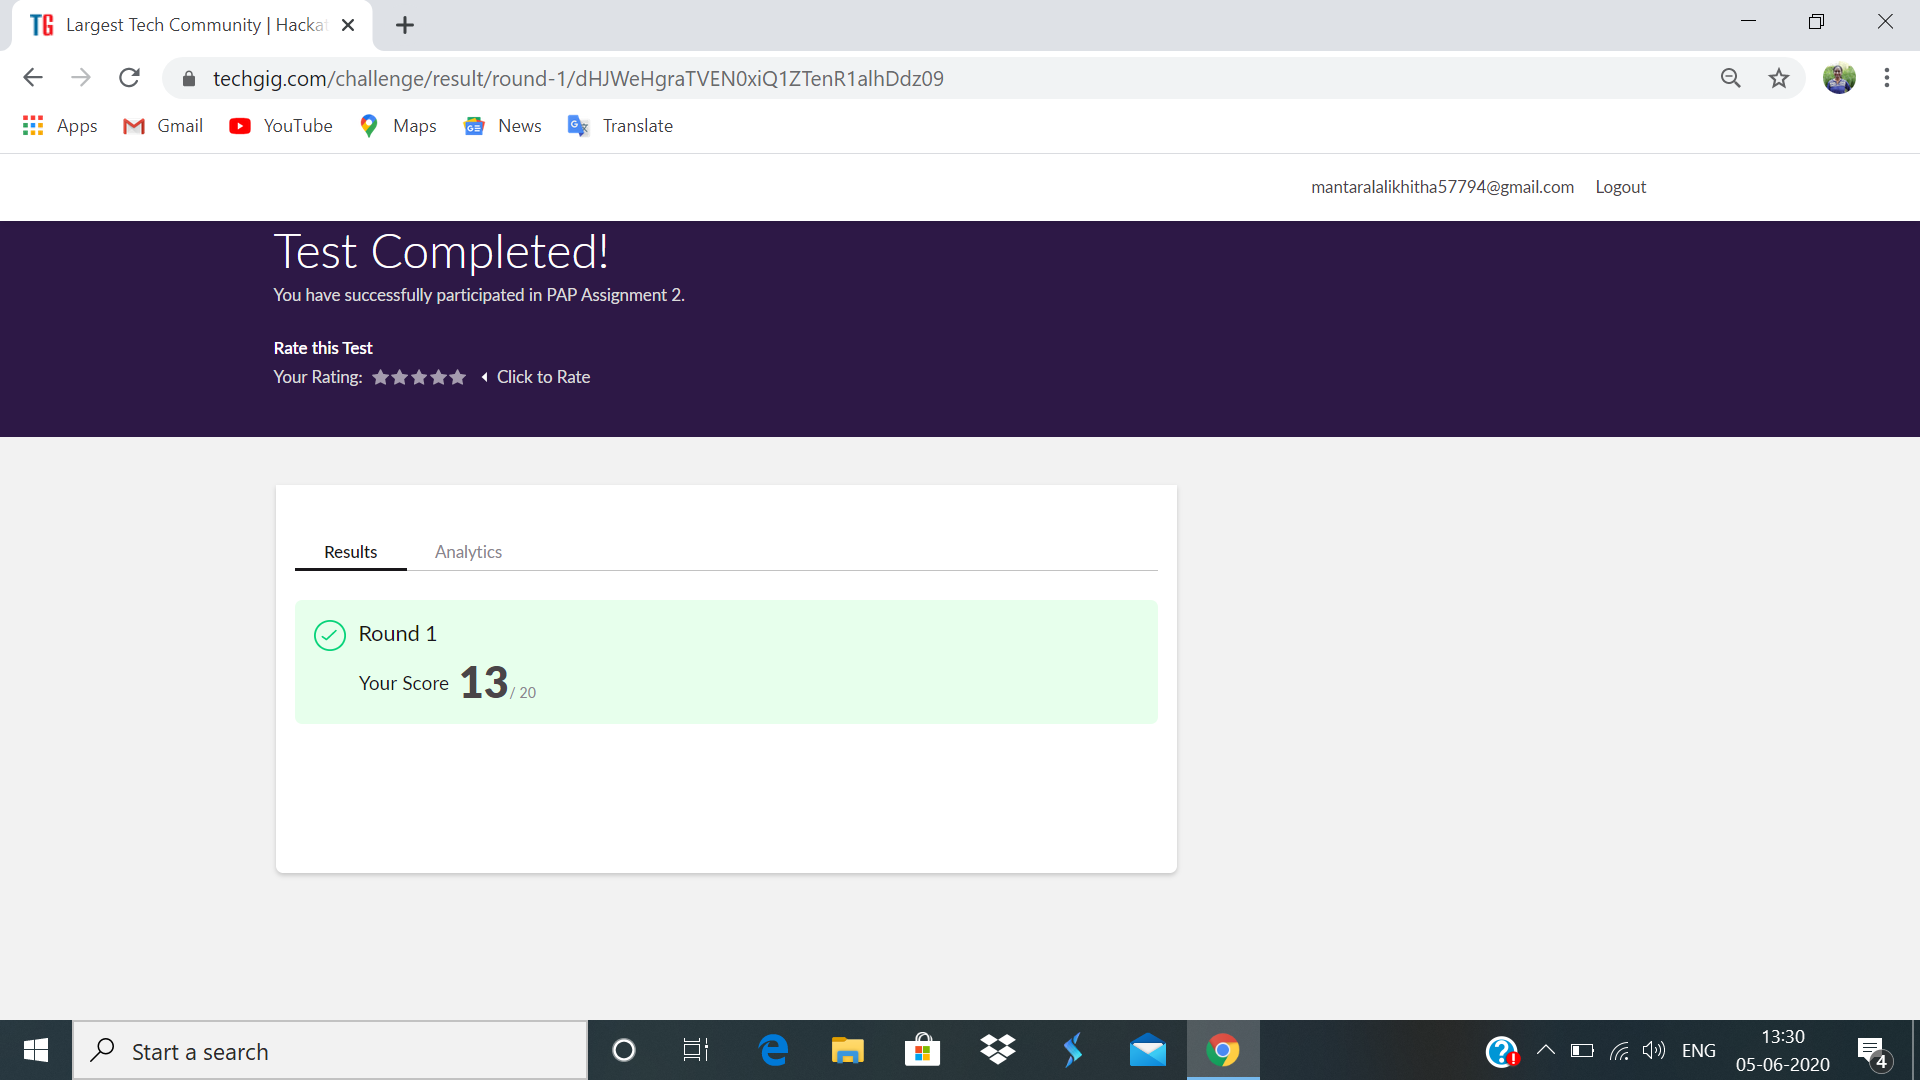 TG Largest Tech Community | Hacka
techgig.com/challenge/result/round-1/dHJWeHgraTVEN0xiQ1ZTenR1alhDdz09
Apps Gmail YouTube Maps News Translate
mantaralalikhitha57794@gmail.com Logout
Test Completed!
You have successfully participated in PAP Assignment 2.
Rate this Test
Your Rating: Click to Rate
Results Analytics
Round 1
Your Score 13 / 20
Start a search
ENG
13:30
05-06-2020
4